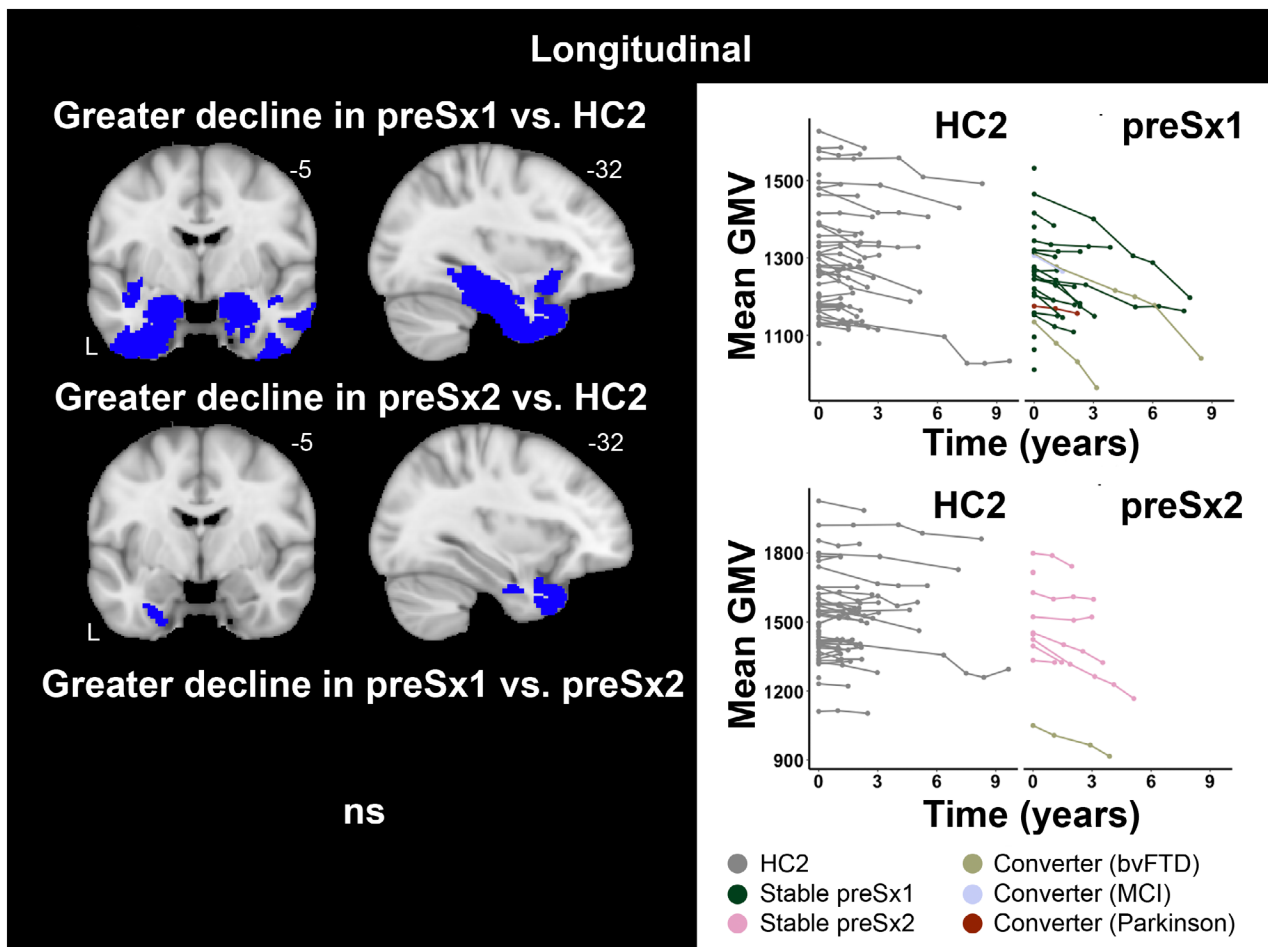 Longitudinal
Greater decline in preSx1 vs. HC2
-5
-32
L
Greater decline in preSx2 vs. HC2
-5
-32
L
Greater decline in preSx1 vs. preSx2
ns
HC2
preSx1
Mean GMV
1500
1300
1100
0 3 6 9 0 3 6 9
Time (years)
HC2
preSx2
Mean GMV
1800
1500
1200
900
0 3 6 9 0 3 6 9
Time (years)
HC2
Stable preSx1
Stable preSx2
Converter (bvFTD)
Converter (MCI)
Converter (Parkinson)